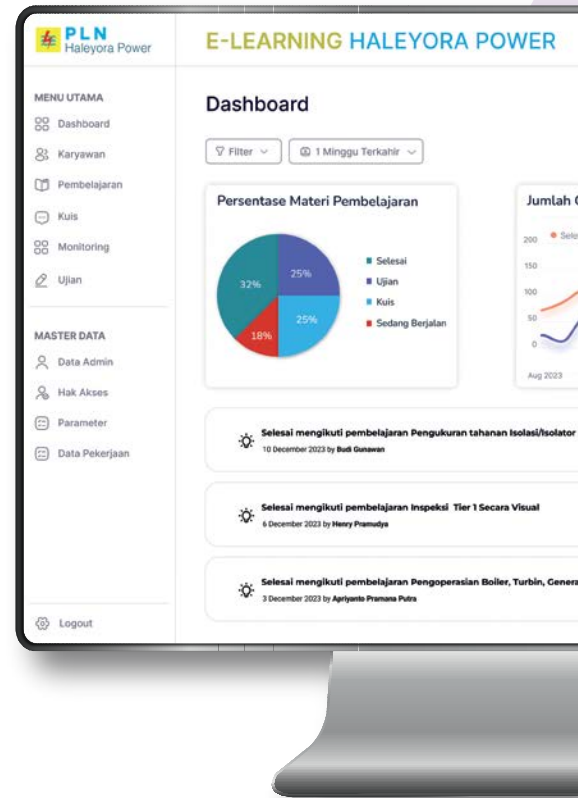 PLN
Haleyora Power
E-LEARNING HALEYORA POWER
MENU UTAMA
Dashboard
Karyawan
Pembelajaran
Kuis
Monitoring
Ujian
MASTER DATA
Data Admin
Hak Akses
Parameter
Data Pekerjaan
Logout
Dashboard
Filter
1 Minggu Terkahir
Persentase Materi Pembelajaran
32%
25%
25%
18%
Selesai
Ujian
Kuis
Sedang Berjalan
Jumlah
200
150
100
50
0
Aug 2023
Selesai mengikuti pembelajaran Pengukuran tahanan Isolasi/Isolator
10 December 2023 by Budi Gunawan
Selesai mengikuti pembelajaran Inspeksi Tier 1 Secara Visual
6 December 2023 by Henry Pramudya
Selesai mengikuti pembelajaran Pengoperasian Boiler, Turbin,
3 December 2023 by Apriyanto Pramana Putra